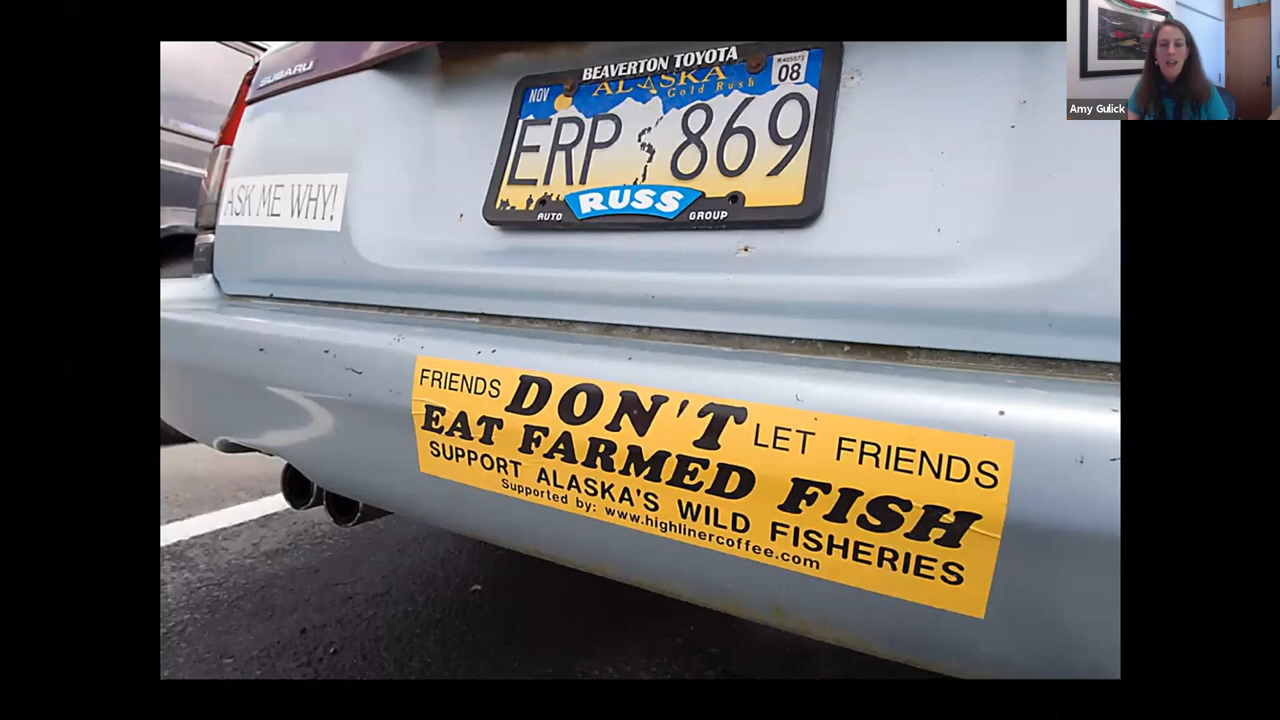 SUBARU
BEAVERTON TOYOTA
ALASKA
Gold Rush
NOV
08
ERP 869
RUSS
AUTO GROUP
ASK ME WHY!
FRIENDS DON'T LET FRIENDS
EAT FARMED FISH
SUPPORT ALASKA'S WILD FISHERIES
Supported by: www.highlinercoffee.com
Amy Gulick